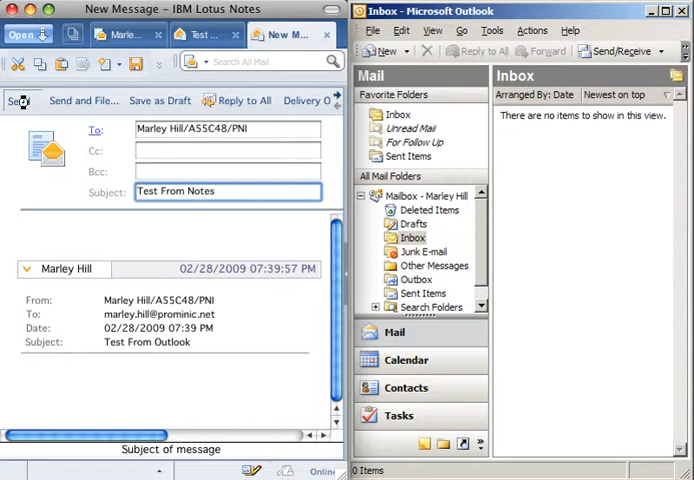 New Message – IBM Lotus Notes
Open
Marle...
Test ...
New M...
Search All Mail
Send and File...
Save as Draft
Reply to All
Delivery O
To:
Marley Hill/A55C48/PNI
Cc:
Bcc:
Subject:
Test From Notes
Marley Hill
02/28/2009 07:39:57 PM
From:
Marley Hill/A55C48/PNI
To:
marley.hill@prominic.net
Date:
02/28/2009 07:39 PM
Subject:
Test From Outlook
Subject of message
Online
Inbox - Microsoft Outlook
File Edit View Go Tools Actions Help
New
Reply to All
Forward
Send/Receive
Mail
Favorite Folders
Inbox
Unread Mail
For Follow Up
Sent Items
All Mail Folders
Mailbox - Marley Hill
Deleted Items
Drafts
Inbox
Junk E-mail
Other Messages
Outbox
Sent Items
Search Folders
Mail
Calendar
Contacts
Tasks
0 Items
Inbox
Arranged By: Date
Newest on top
There are no items to show in this view.